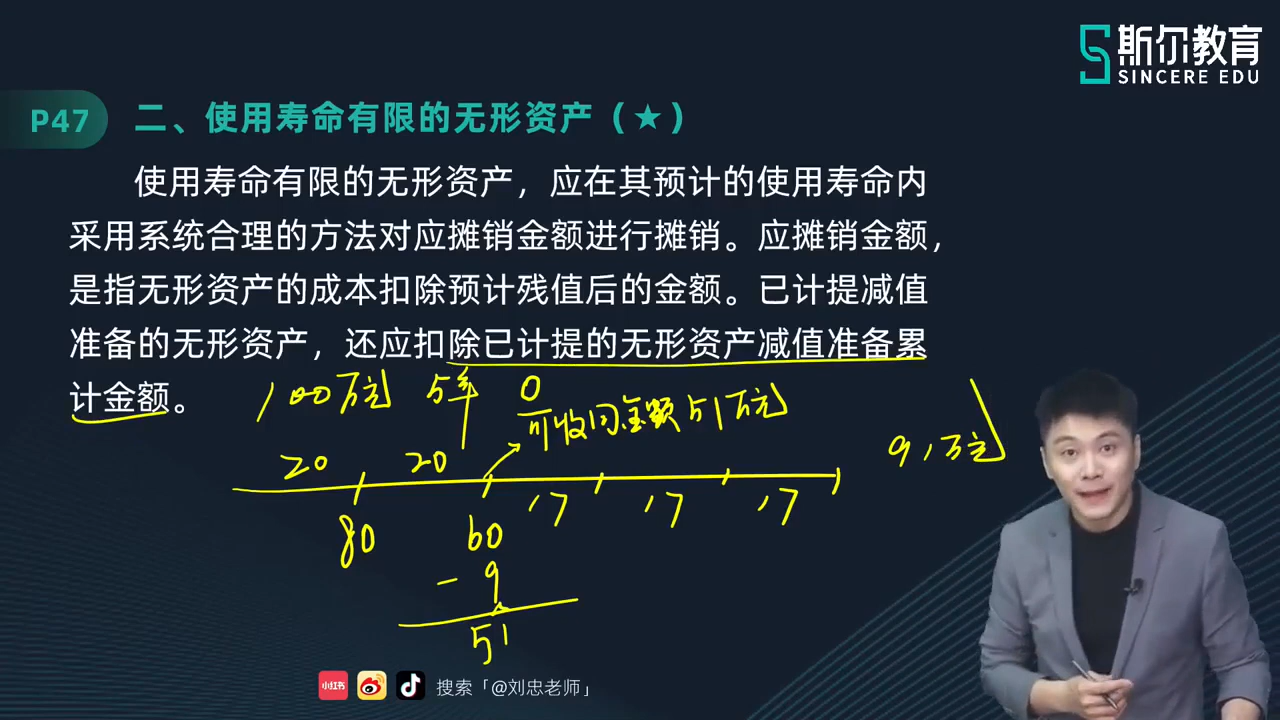 斯尔教育
SINCERE EDU
P47 二、使用寿命有限的无形资产（★）
使用寿命有限的无形资产，应在其预计的使用寿命内
采用系统合理的方法对应摊销金额进行摊销。应摊销金额，
是指无形资产的成本扣除预计残值后的金额。已计提减值
准备的无形资产，还应扣除已计提的无形资产减值准备累
计金额。
100万元 5年 0
可收回金额51万元
20 20 91万元
17 17 17
80 60
- 9
51
小红书 搜索「@刘忠老师」